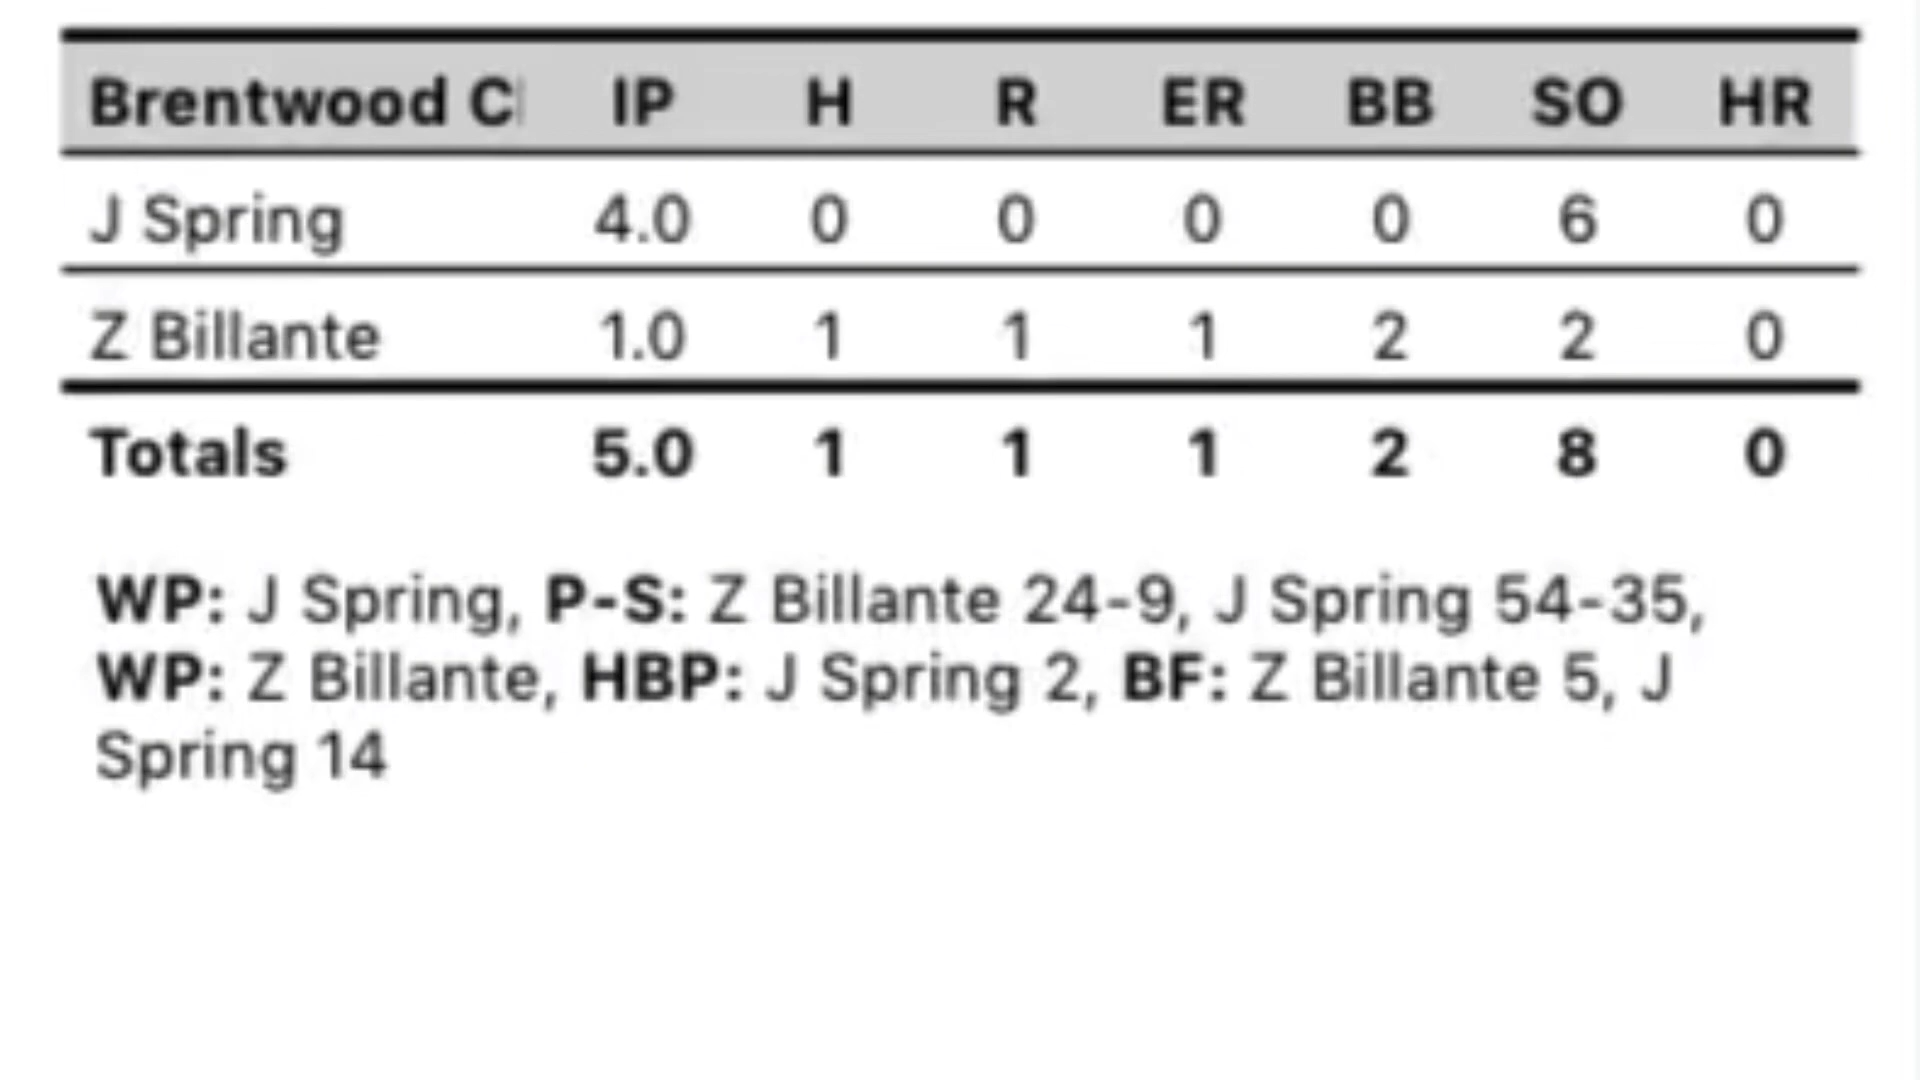 Brentwood C IP H R ER BB SO HR
J Spring 4.0 0 0 0 0 6 0
Z Billante 1.0 1 1 1 2 2 0
Totals 5.0 1 1 1 2 8 0
WP: J Spring, P-S: Z Billante 24-9, J Spring 54-35,
WP: Z Billante, HBP: J Spring 2, BF: Z Billante 5, J
Spring 14